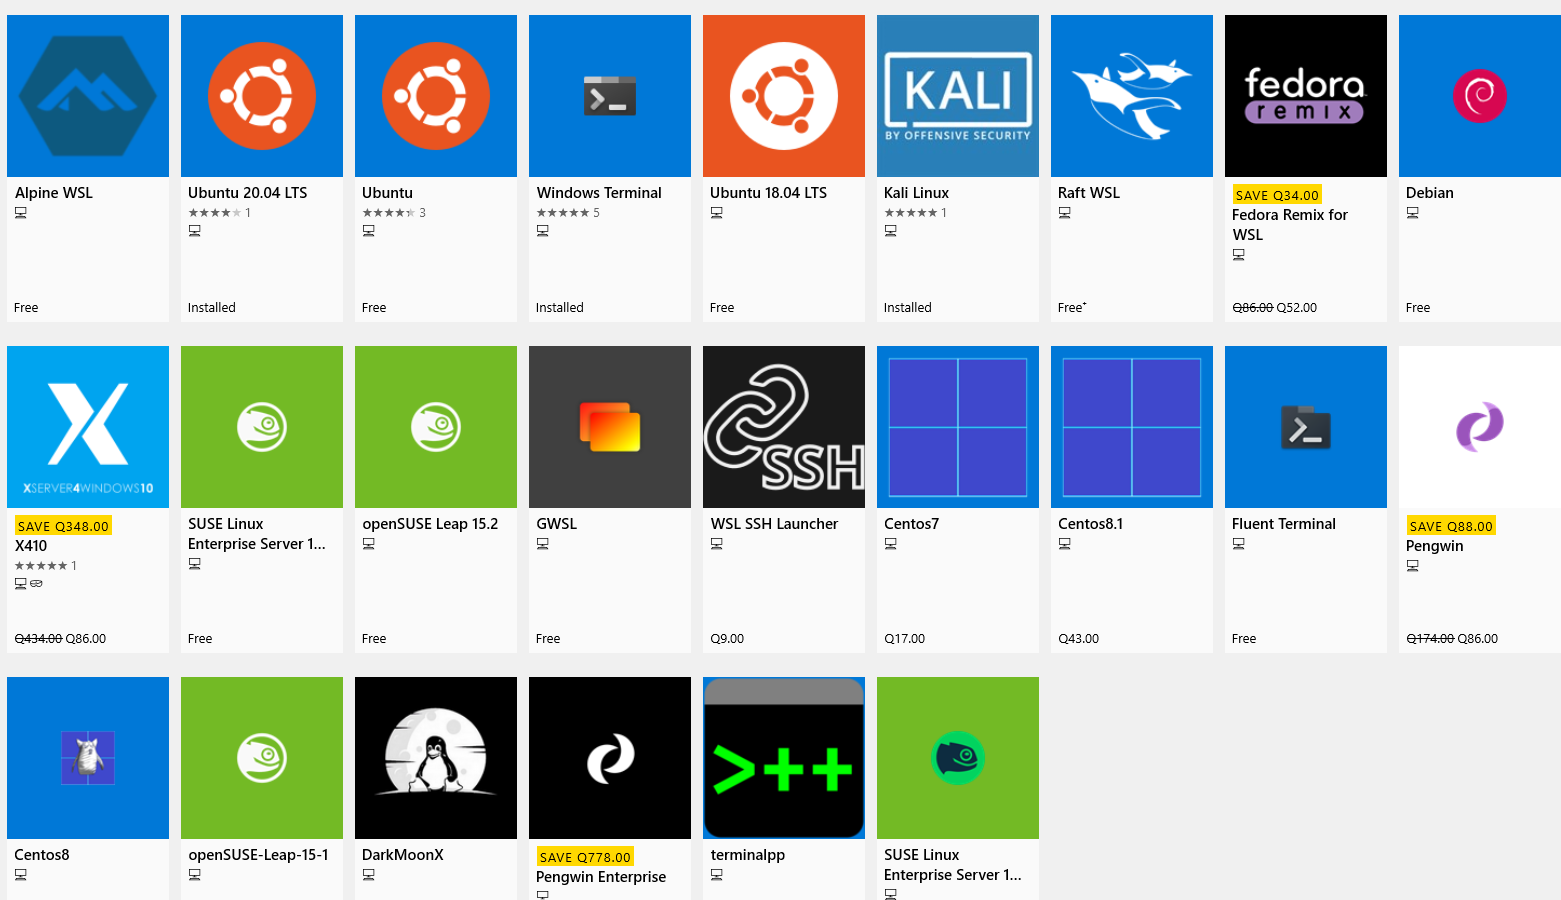 KALI
BY OFFENSIVE SECURITY
fedora
remix
Alpine WSL
Free
Ubuntu 20.04 LTS
1
Installed
Ubuntu
3
Free
Windows Terminal
5
Installed
Ubuntu 18.04 LTS
Free
Kali Linux
1
Installed
Raft WSL
Free+
SAVE Q34.00
Fedora Remix for
WSL
Q86.00 Q52.00
Debian
Free
X
XSERVER4WINDOWS10
SAVE Q348.00
X410
1
Q434.00 Q86.00
SUSE Linux
Enterprise Server 1...
Free
openSUSE Leap 15.2
Free
GWSL
Free
SSH
WSL SSH Launcher
Q9.00
Centos7
Q17.00
Centos8.1
Q43.00
Fluent Terminal
Free
SAVE Q88.00
Pengwin
Q174.00 Q86.00
Centos8
openSUSE-Leap-15-1
DarkMoonX
SAVE Q778.00
Pengwin Enterprise
>++
terminalpp
SUSE Linux
Enterprise Server 1...